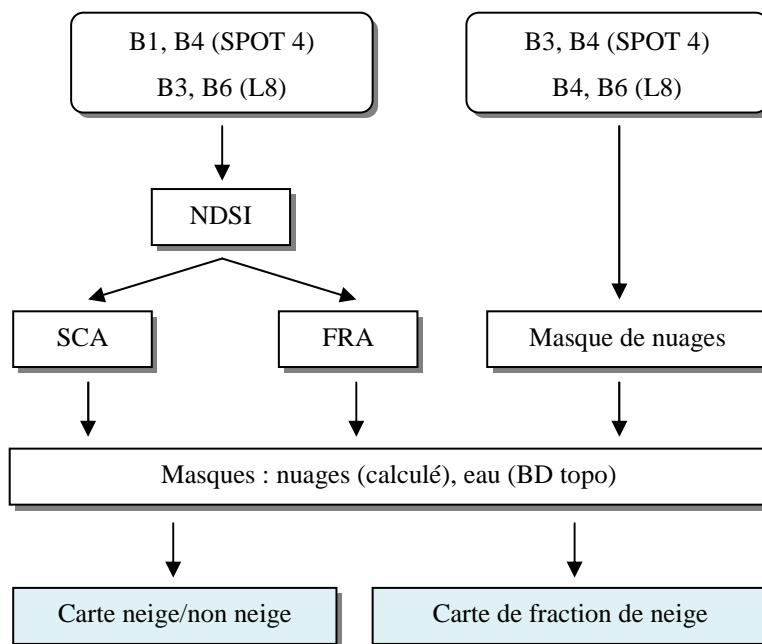 B1, B4 (SPOT 4)
B3, B6 (L8)
B3, B4 (SPOT 4)
B4, B6 (L8)
NDSI
SCA
FRA
Masque de nuages
Masques : nuages (calculé), eau (BD topo)
Carte neige/non neige
Carte de fraction de neige